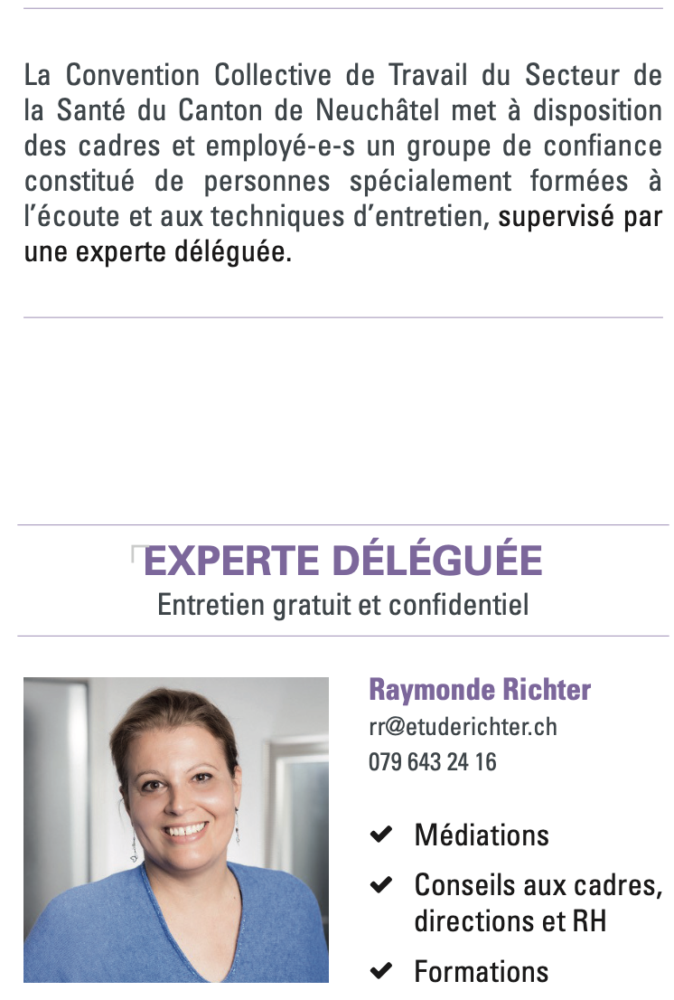 La Convention Collective de Travail du Secteur de
la Santé du Canton de Neuchâtel met à disposition
des cadres et employé-e-s un groupe de confiance
constitué de personnes spécialement formées à
l’écoute et aux techniques d’entretien, supervisé par
une experte déléguée.
EXPERTE DÉLÉGUÉE
Entretien gratuit et confidentiel
Raymonde Richter
rr@etuderichter.ch
079 643 24 16
✔ Médiations
✔ Conseils aux cadres,
directions et RH
✔ Formations